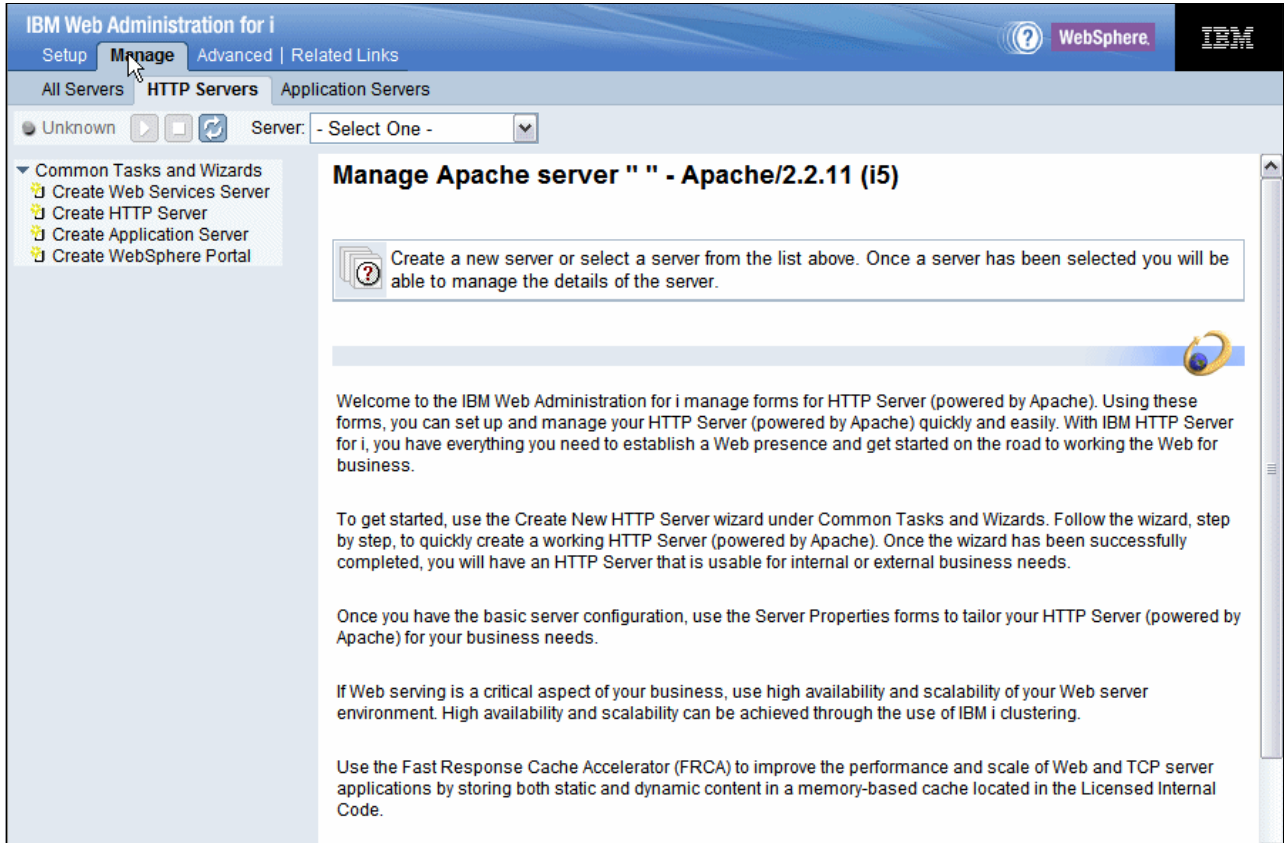 IBM Web Administration for i
Setup Manage Advanced | Related Links
? WebSphere. IBM
All Servers HTTP Servers Application Servers
Unknown Server: - Select One -
Common Tasks and Wizards
Create Web Services Server
Create HTTP Server
Create Application Server
Create WebSphere Portal
Manage Apache server " " - Apache/2.2.11 (i5)
Create a new server or select a server from the list above. Once a server has been selected you will be
able to manage the details of the server.
Welcome to the IBM Web Administration for i manage forms for HTTP Server (powered by Apache). Using these
forms, you can set up and manage your HTTP Server (powered by Apache) quickly and easily. With IBM HTTP Server
for i, you have everything you need to establish a Web presence and get started on the road to working the Web for
business.
To get started, use the Create New HTTP Server wizard under Common Tasks and Wizards. Follow the wizard, step
by step, to quickly create a working HTTP Server (powered by Apache). Once the wizard has been successfully
completed, you will have an HTTP Server that is usable for internal or external business needs.
Once you have the basic server configuration, use the Server Properties forms to tailor your HTTP Server (powered by
Apache) for your business needs.
If Web serving is a critical aspect of your business, use high availability and scalability of your Web server
environment. High availability and scalability can be achieved through the use of IBM i clustering.
Use the Fast Response Cache Accelerator (FRCA) to improve the performance and scale of Web and TCP server
applications by storing both static and dynamic content in a memory-based cache located in the Licensed Internal
Code.